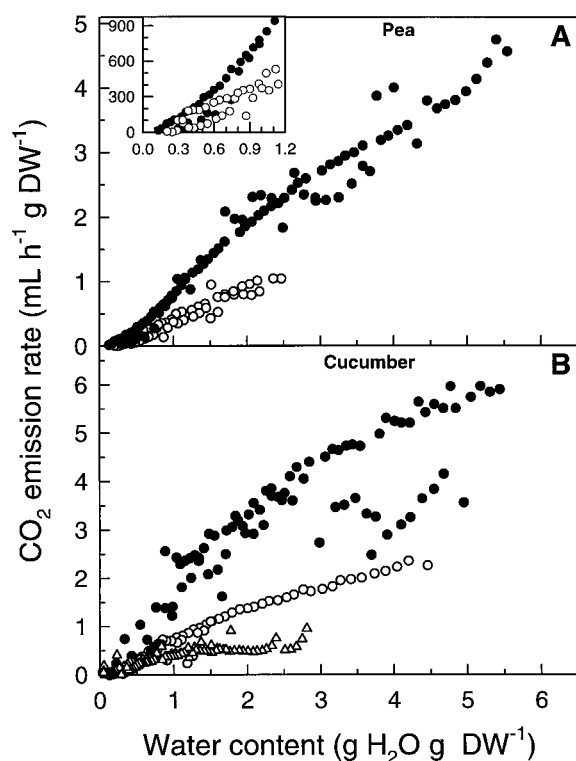 Pea
A
5
4
3
2
1
0
900
600
300
0
0.0 0.3 0.6 0.9 1.2
Cucumber
B
6
5
4
3
2
1
0
0 1 2 3 4 5 6
CO₂ emission rate (mL h⁻¹ g DW⁻¹)
Water content (g H₂O g DW⁻¹)